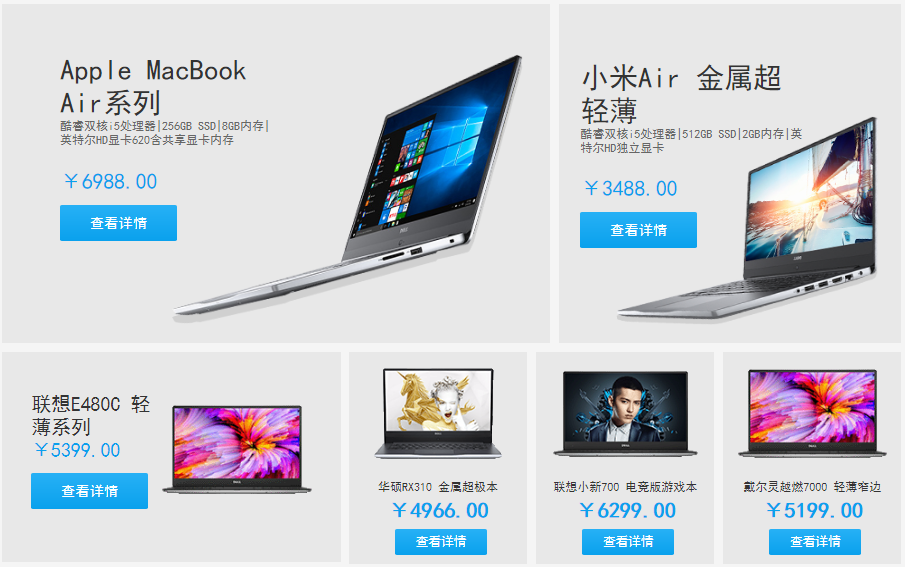 Apple MacBook
Air系列
酷睿双核i5处理器|256GB SSD|8GB内存|
英特尔HD显卡620含共享显卡内存
￥6988.00
查看详情
小米Air 金属超
轻薄
酷睿双核i5处理器|512GB SSD|2GB内存|英
特尔HD独立显卡
￥3488.00
查看详情
联想E480C 轻
薄系列
￥5399.00
查看详情
华硕RX310 金属超极本
￥4966.00
查看详情
联想小新700 电竞版游戏本
￥6299.00
查看详情
戴尔灵越燃7000 轻薄窄边
￥5199.00
查看详情